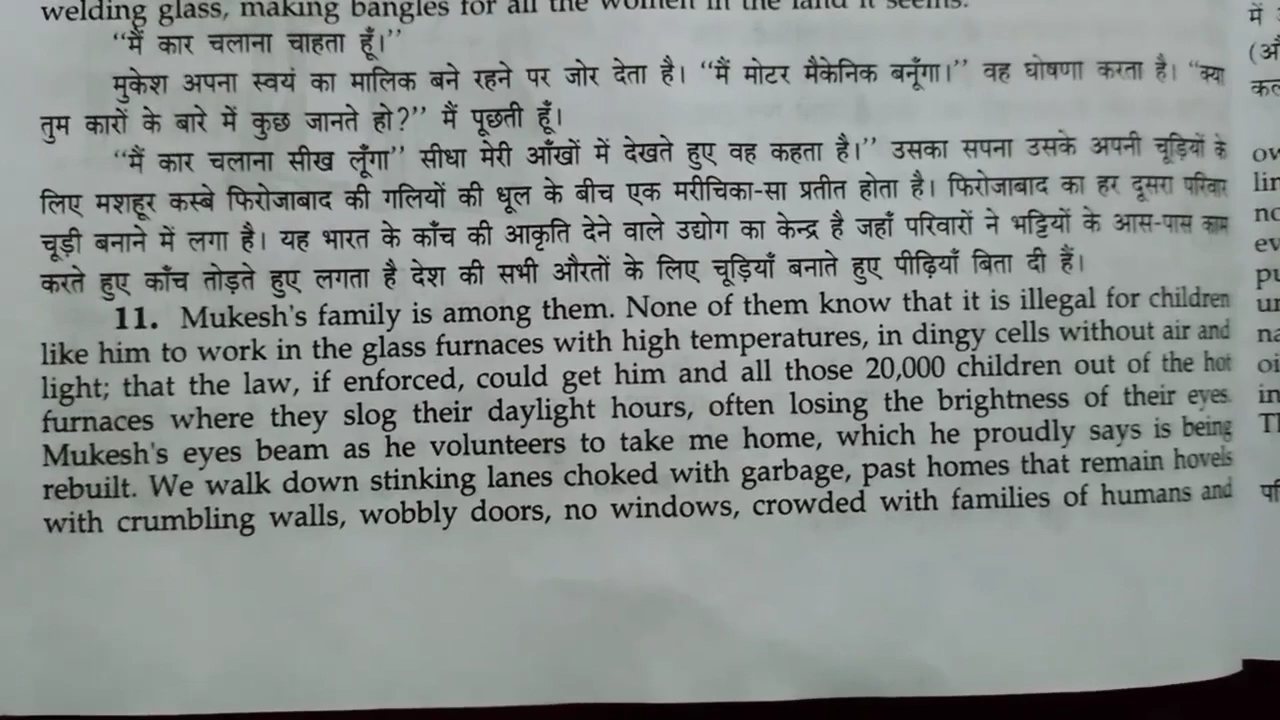 welding glass, making bangles for all the women in the land it seems.
‘‘मैं कार चलाना चाहता हूँ।’’
मुकेश अपना स्वयं का मालिक बने रहने पर जोर देता है। ‘‘मैं मोटर मैकेनिक बनूँगा।’’ वह घोषणा करता है। ‘‘क्या
तुम कारों के बारे में कुछ जानते हो?’’ मैं पूछती हूँ।
‘‘मैं कार चलाना सीख लूँगा’’ सीधा मेरी आँखों में देखते हुए वह कहता है।’’ उसका सपना उसके अपनी चूड़ियों के
लिए मशहूर कस्बे फिरोजाबाद की गलियों की धूल के बीच एक मरीचिका-सा प्रतीत होता है। फिरोजाबाद का हर दूसरा परिवार
चूड़ी बनाने में लगा है। यह भारत के काँच की आकृति देने वाले उद्योग का केन्द्र है जहाँ परिवारों ने भट्टियों के आस-पास काम
करते हुए काँच तोड़ते हुए लगता है देश की सभी औरतों के लिए चूड़ियाँ बनाते हुए पीढ़ियाँ बिता दी हैं।
11. Mukesh's family is among them. None of them know that it is illegal for children
like him to work in the glass furnaces with high temperatures, in dingy cells without air and
light; that the law, if enforced, could get him and all those 20,000 children out of the hot
furnaces where they slog their daylight hours, often losing the brightness of their eyes.
Mukesh's eyes beam as he volunteers to take me home, which he proudly says is being
rebuilt. We walk down stinking lanes choked with garbage, past homes that remain hovels
with crumbling walls, wobbly doors, no windows, crowded with families of humans and
में